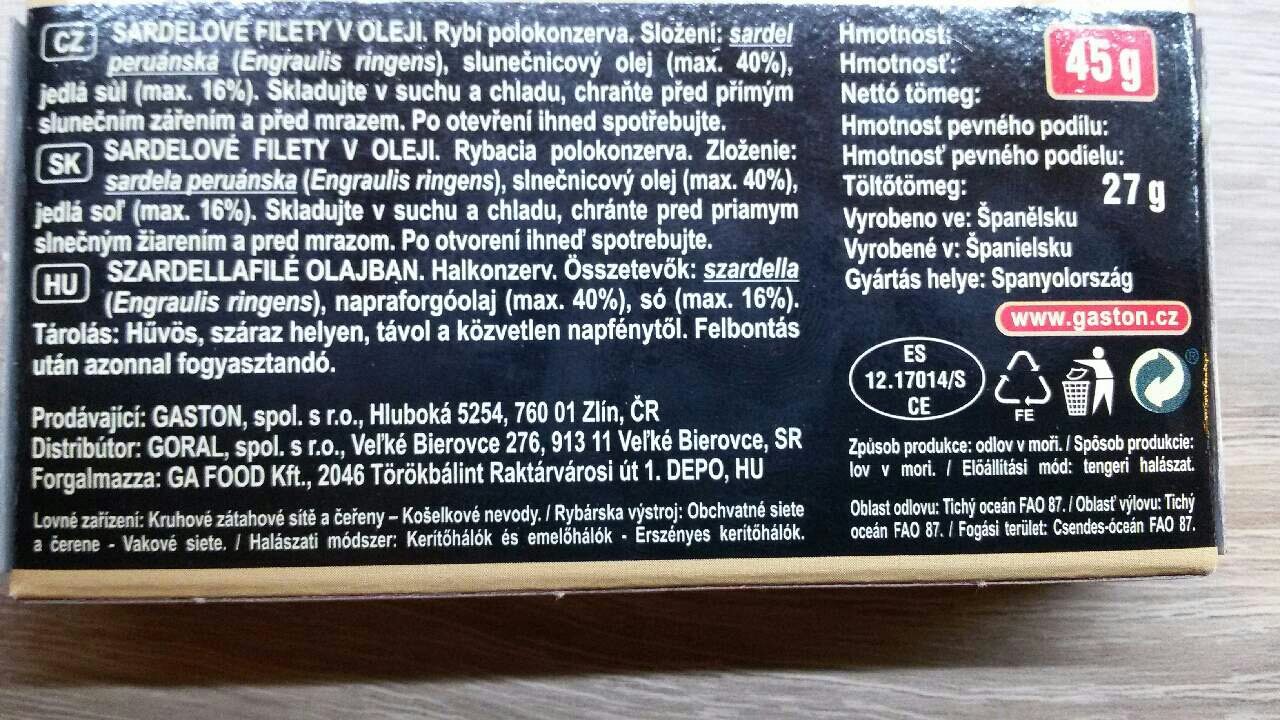 CZ SARDELOVÉ FILETY V OLEJI. Rybí polokonzerva. Složení: sardel
peruánská (Engraulis ringens), slunečnicový olej (max. 40%),
jedlá sůl (max. 16%). Skladujte v suchu a chladu, chraňte před přímým
slunečním zářením a před mrazem. Po otevření ihned spotřebujte.
SK SARDELOVÉ FILETY V OLEJI. Rybacia polokonzerva. Zloženie:
sardela peruánska (Engraulis ringens), slnečnicový olej (max. 40%),
jedlá soľ (max. 16%). Skladujte v suchu a chladu, chránte pred priamym
slnečným žiarením a pred mrazom. Po otvorení ihneď spotrebujte.
HU SZARDELLAFILÉ OLAJBAN. Halkonzerv. Összetevők: szardella
(Engraulis ringens), napraforgóolaj (max. 40%), só (max. 16%).
Tárolás: Hűvös, száraz helyen, távol a közvetlen napfénytől. Felbontás
után azonnal fogyasztandó.
Prodávající: GASTON, spol. s r.o., Hluboká 5254, 760 01 Zlín, ČR
Distribútor: GORAL, spol. s r.o., Veľké Bierovce 276, 913 11 Veľké Bierovce, SR
Forgalmazza: GA FOOD Kft., 2046 Törökbálint Raktárvárosi út 1. DEPO, HU
Lovné zařízení: Kruhové zátahové sítě a čeřeny – Košelkové nevody. / Rybárska výstroj: Obchvatné siete
a čerene - Vakové siete. / Halászati módszer: Kerítőhálók és emelőhálók - Erszényes kerítőhálók.
Hmotnost:
Hmotnosť:
Nettó tömeg:
45 g
Hmotnost pevného podílu:
Hmotnosť pevného podielu:
Töltőtömeg:
27 g
Vyrobeno ve: Španělsku
Vyrobené v: Španielsku
Gyártás helye: Spanyolország
www.gaston.cz
ES
12.17014/S
CE
FE
®
Způsob produkce: odlov v moři. / Spôsob produkcie:
lov v mori. / Előállítási mód: tengeri halászat.
Oblast odlovu: Tichý oceán FAO 87. / Oblasť výlovu: Tichý
oceán FAO 87. / Fogási terület: Csendes-óceán FAO 87.